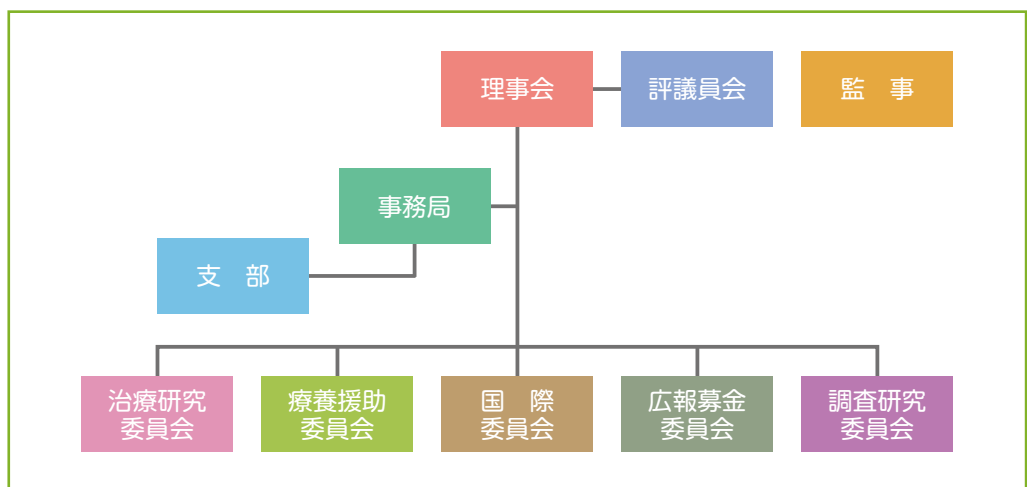 理事会
評議員会
監　事
事務局
支　部
治療研究
委員会
療養援助
委員会
国　際
委員会
広報募金
委員会
調査研究
委員会